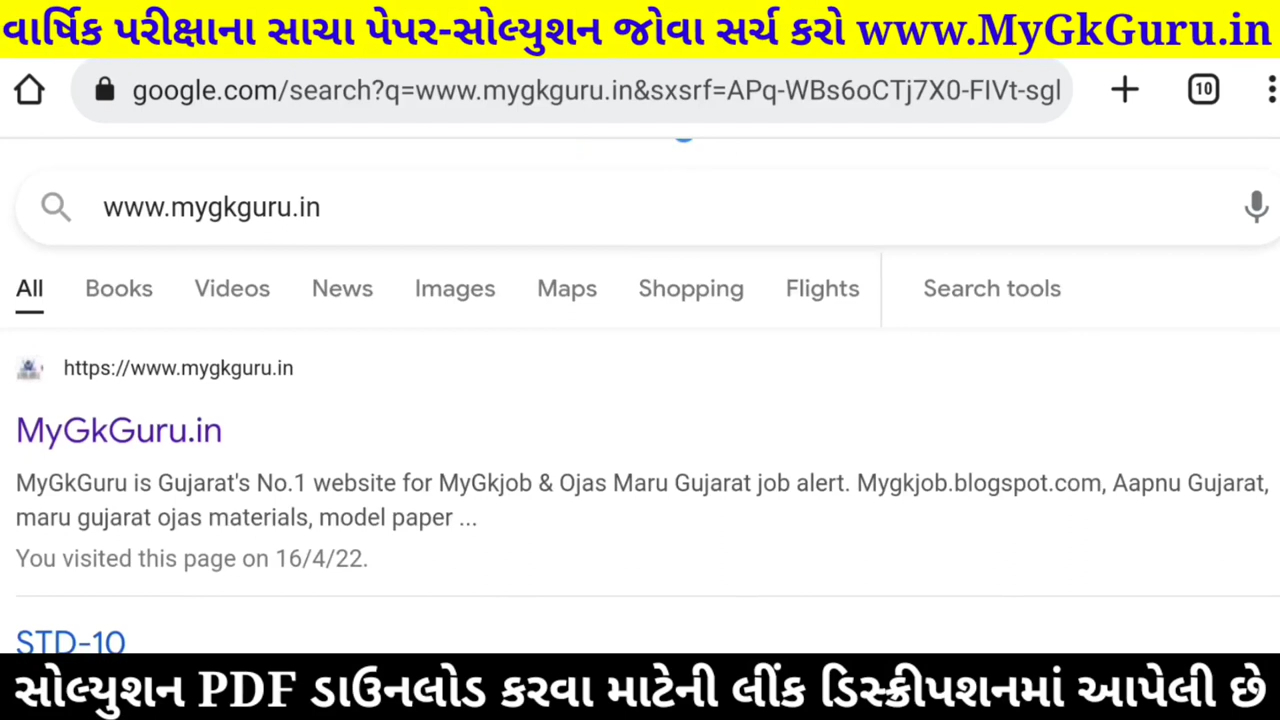 વાર્ષિક પરીક્ષાના સાચા પેપર-સોલ્યુશન જોવા સર્ચ કરો www.MyGkGuru.in
google.com/search?q=www.mygkguru.in&sxsrf=APq-WBs6oCTj7X0-FIVt-sgl
10
www.mygkguru.in
All Books Videos News Images Maps Shopping Flights Search tools
https://www.mygkguru.in
MyGkGuru.in
MyGkGuru is Gujarat's No.1 website for MyGkjob & Ojas Maru Gujarat job alert. Mygkjob.blogspot.com, Aapnu Gujarat,
maru gujarat ojas materials, model paper ...
You visited this page on 16/4/22.
STD-10
સોલ્યુશન PDF ડાઉનલોડ કરવા માટેની લીંક ડિસ્ક્રીપશનમાં આપેલી છે